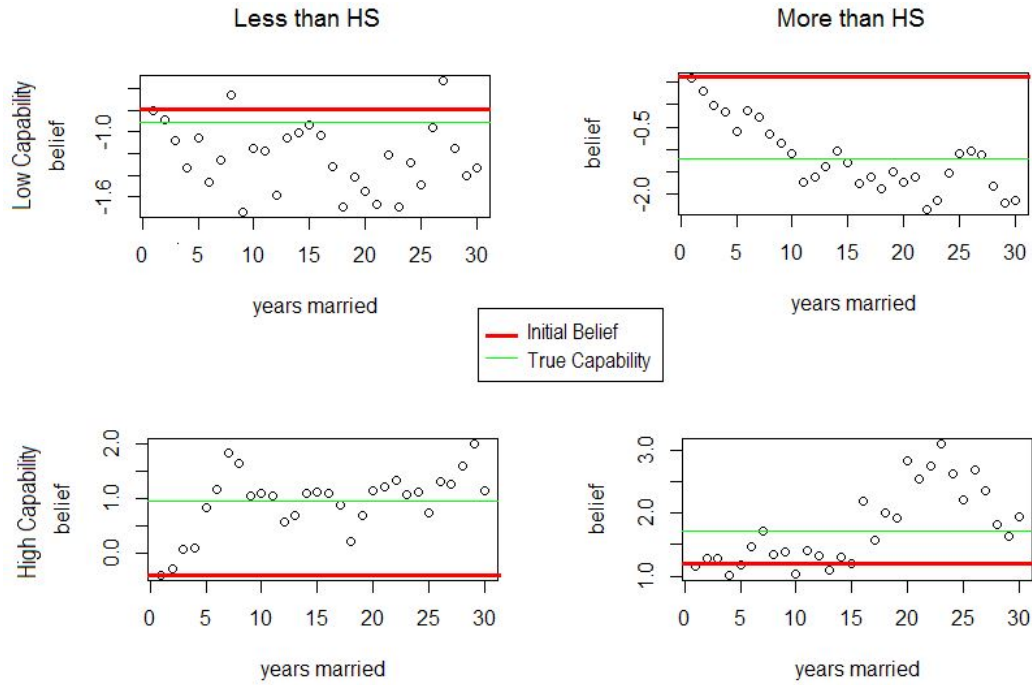 Less than HS
More than HS
Low Capability
belief
-1.0
-1.6
0 5 10 15 20 25 30
years married
belief
-0.5
-2.0
0 5 10 15 20 25 30
years married
Initial Belief
True Capability
High Capability
belief
2.0
1.0
0.0
0 5 10 15 20 25 30
years married
belief
3.0
2.0
1.0
0 5 10 15 20 25 30
years married